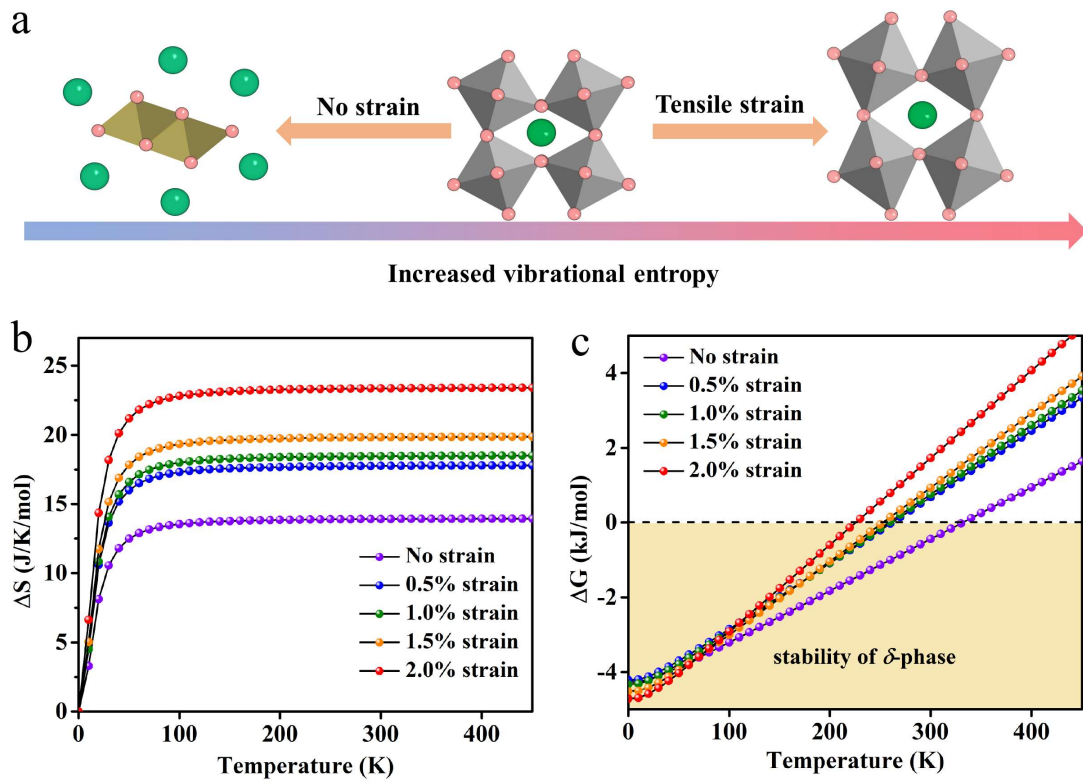 a
No strain
Tensile strain
Increased vibrational entropy
b
ΔS (J/K/mol)
25
20
15
10
5
0
No strain
0.5% strain
1.0% strain
1.5% strain
2.0% strain
0 100 200 300 400
Temperature (K)
c
ΔG (kJ/mol)
4
2
0
-2
-4
No strain
0.5% strain
1.0% strain
1.5% strain
2.0% strain
stability of δ-phase
0 100 200 300 400
Temperature (K)